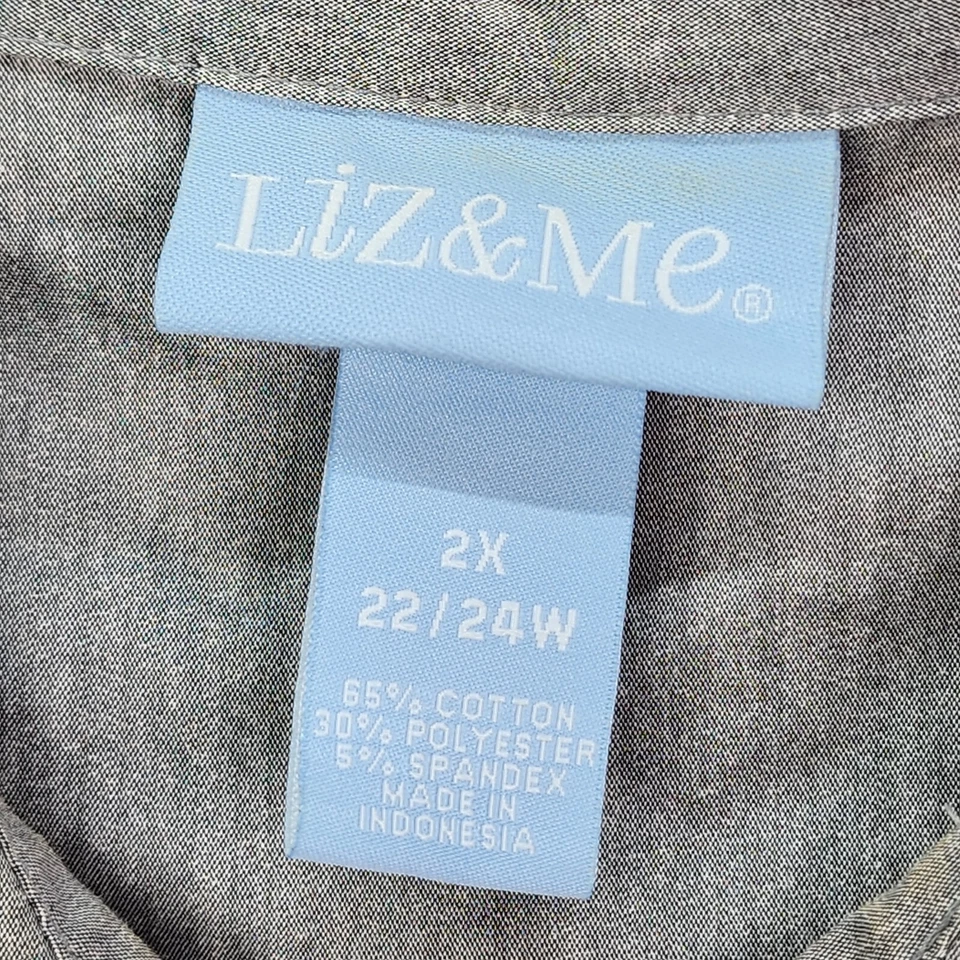 Liz&Me®
2X
22/24W
65% COTTON
30% POLYESTER
5% SPANDEX
MADE IN
INDONESIA